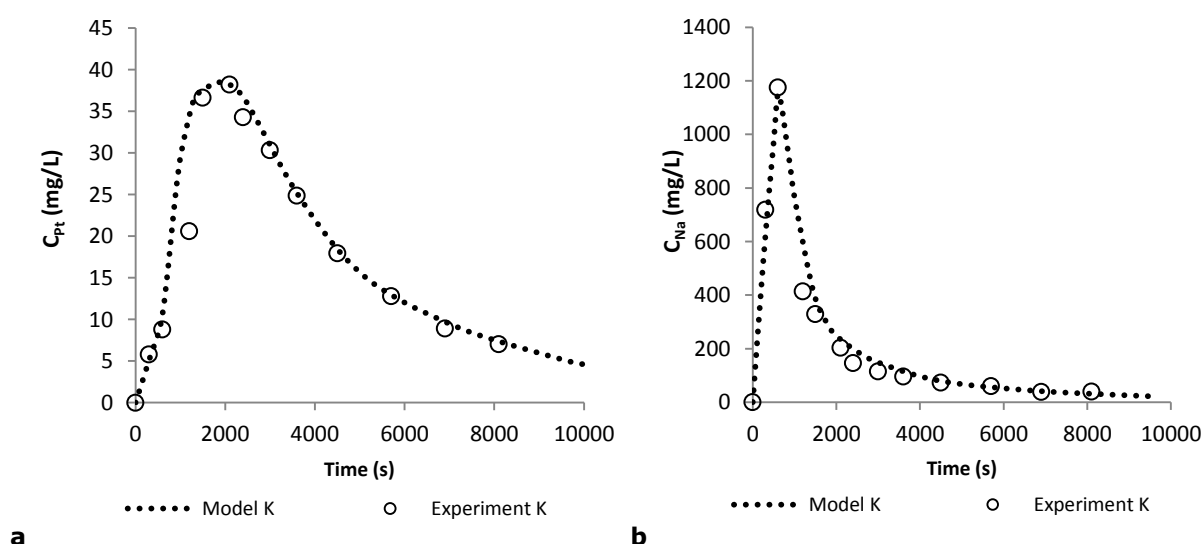 45
40
35
30
25
20
15
10
5
0
C_Pt (mg/L)
0 2000 4000 6000 8000 10000
Time (s)
Model K Experiment K
a
1400
1200
1000
800
600
400
200
0
C_Na (mg/L)
0 2000 4000 6000 8000 10000
Time (s)
Model K Experiment K
b